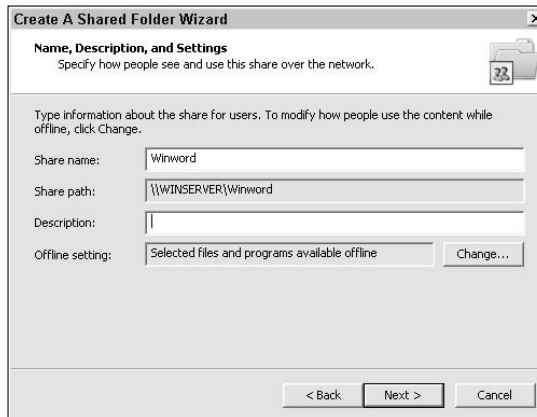 Create A Shared Folder Wizard
Name, Description, and Settings
Specify how people see and use this share over the network.
Type information about the share for users. To modify how people use the content while
offline, click Change.
Share name: Winword
Share path: \\WINSERVER\Winword
Description:
Offline setting: Selected files and programs available offline Change...
< Back Next > Cancel